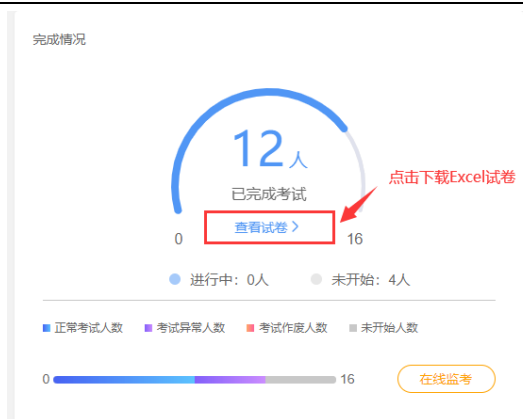 完成情况
12人
已完成考试
点击下载Excel试卷
查看试卷 >
0
16
进行中：0人
未开始：4人
正常考试人数
考试异常人数
考试作废人数
未开始人数
0
16
在线监考